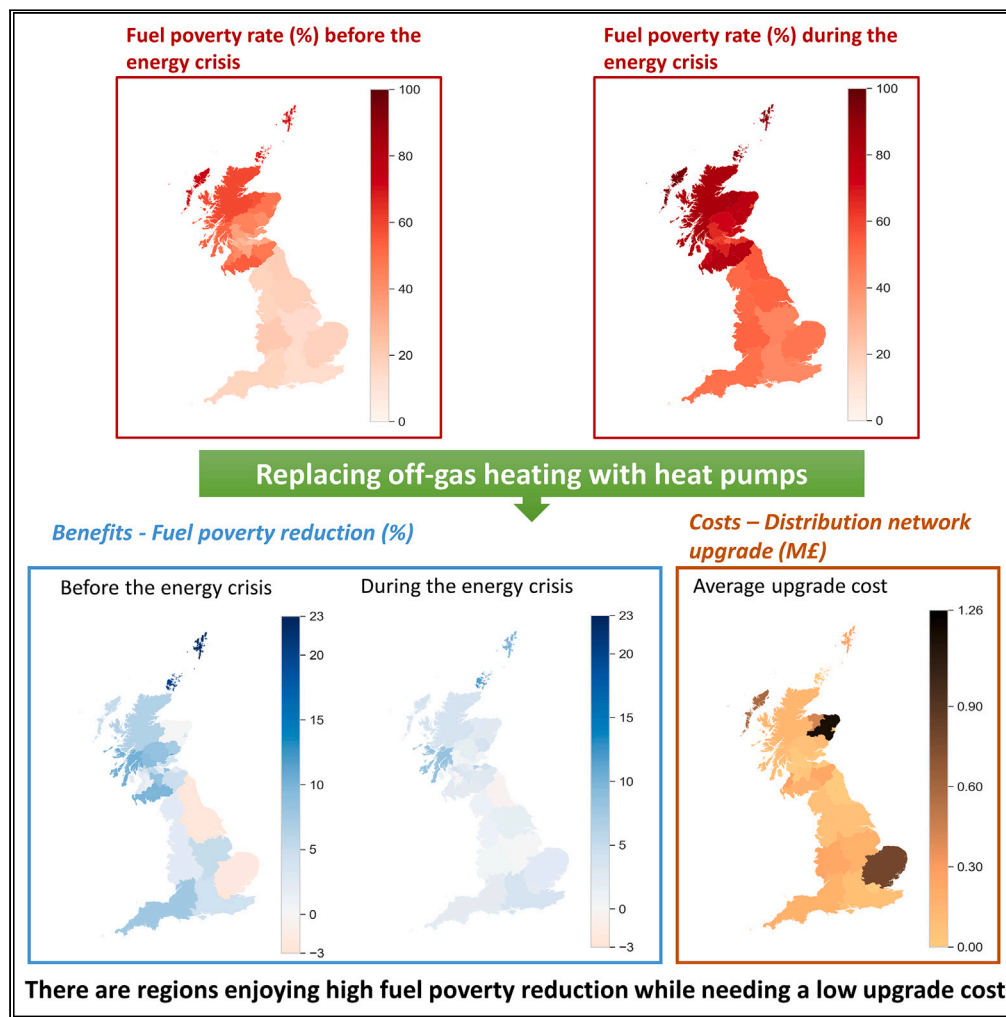 Fuel poverty rate (%) before the
energy crisis
100
80
60
40
20
0
Fuel poverty rate (%) during the
energy crisis
100
80
60
40
20
0
Replacing off-gas heating with heat pumps
Benefits - Fuel poverty reduction (%)
Costs – Distribution network
upgrade (M£)
Before the energy crisis
23
20
15
10
5
0
−3
During the energy crisis
23
20
15
10
5
0
−3
Average upgrade cost
1.26
0.90
0.60
0.30
0.00
There are regions enjoying high fuel poverty reduction while needing a low upgrade cost